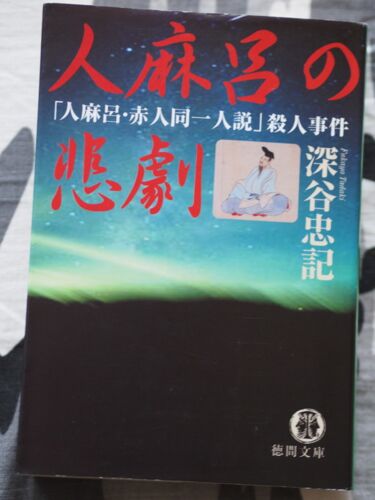 人麻呂の
「人麻呂・赤人同一人説」殺人事件
悲劇
深谷忠記
Fukaya Tadaki
徳間文庫